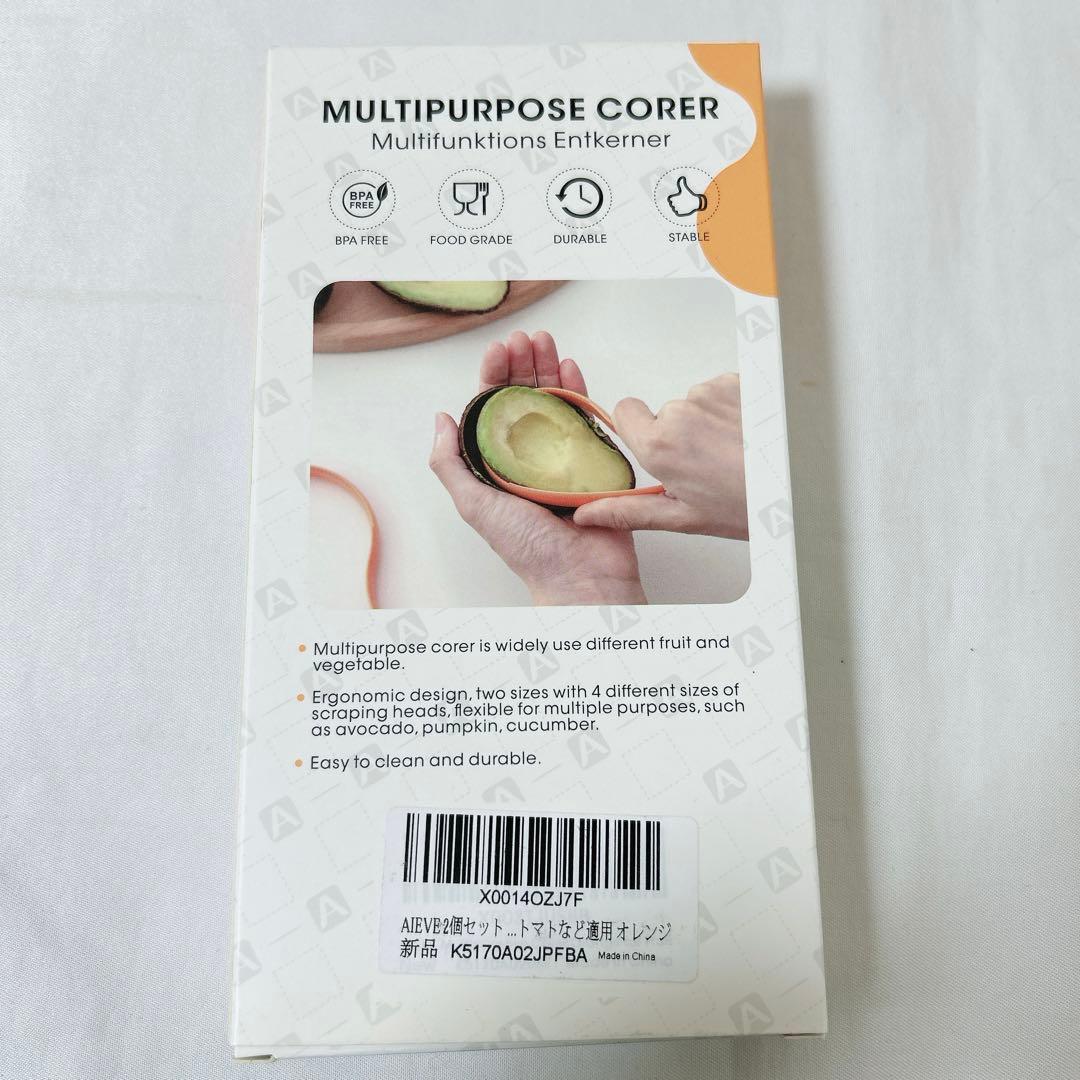 MULTIPURPOSE CORER
Multifunktions Entkerner
BPA
FREE
BPA FREE
FOOD GRADE
DURABLE
STABLE
• Multipurpose corer is widely use different fruit and
vegetable.
• Ergonomic design, two sizes with 4 different sizes of
scraping heads, flexible for multiple purposes, such
as avocado, pumpkin, cucumber.
• Easy to clean and durable.
X0014OZJ7F
AIEVE 2個セット ...トマトなど適用 オレンジ
新品 K5170A02JPFBA Made in China